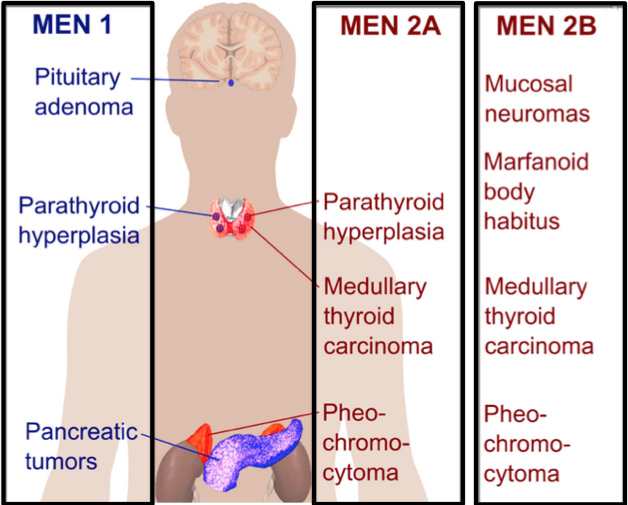 MEN 1
Pituitary
adenoma
Parathyroid
hyperplasia
Pancreatic
tumors
MEN 2A
Parathyroid
hyperplasia
Medullary
thyroid
carcinoma
Pheo-
chromo-
cytoma
MEN 2B
Mucosal
neuromas
Marfanoid
body
habitus
Medullary
thyroid
carcinoma
Pheo-
chromo-
cytoma